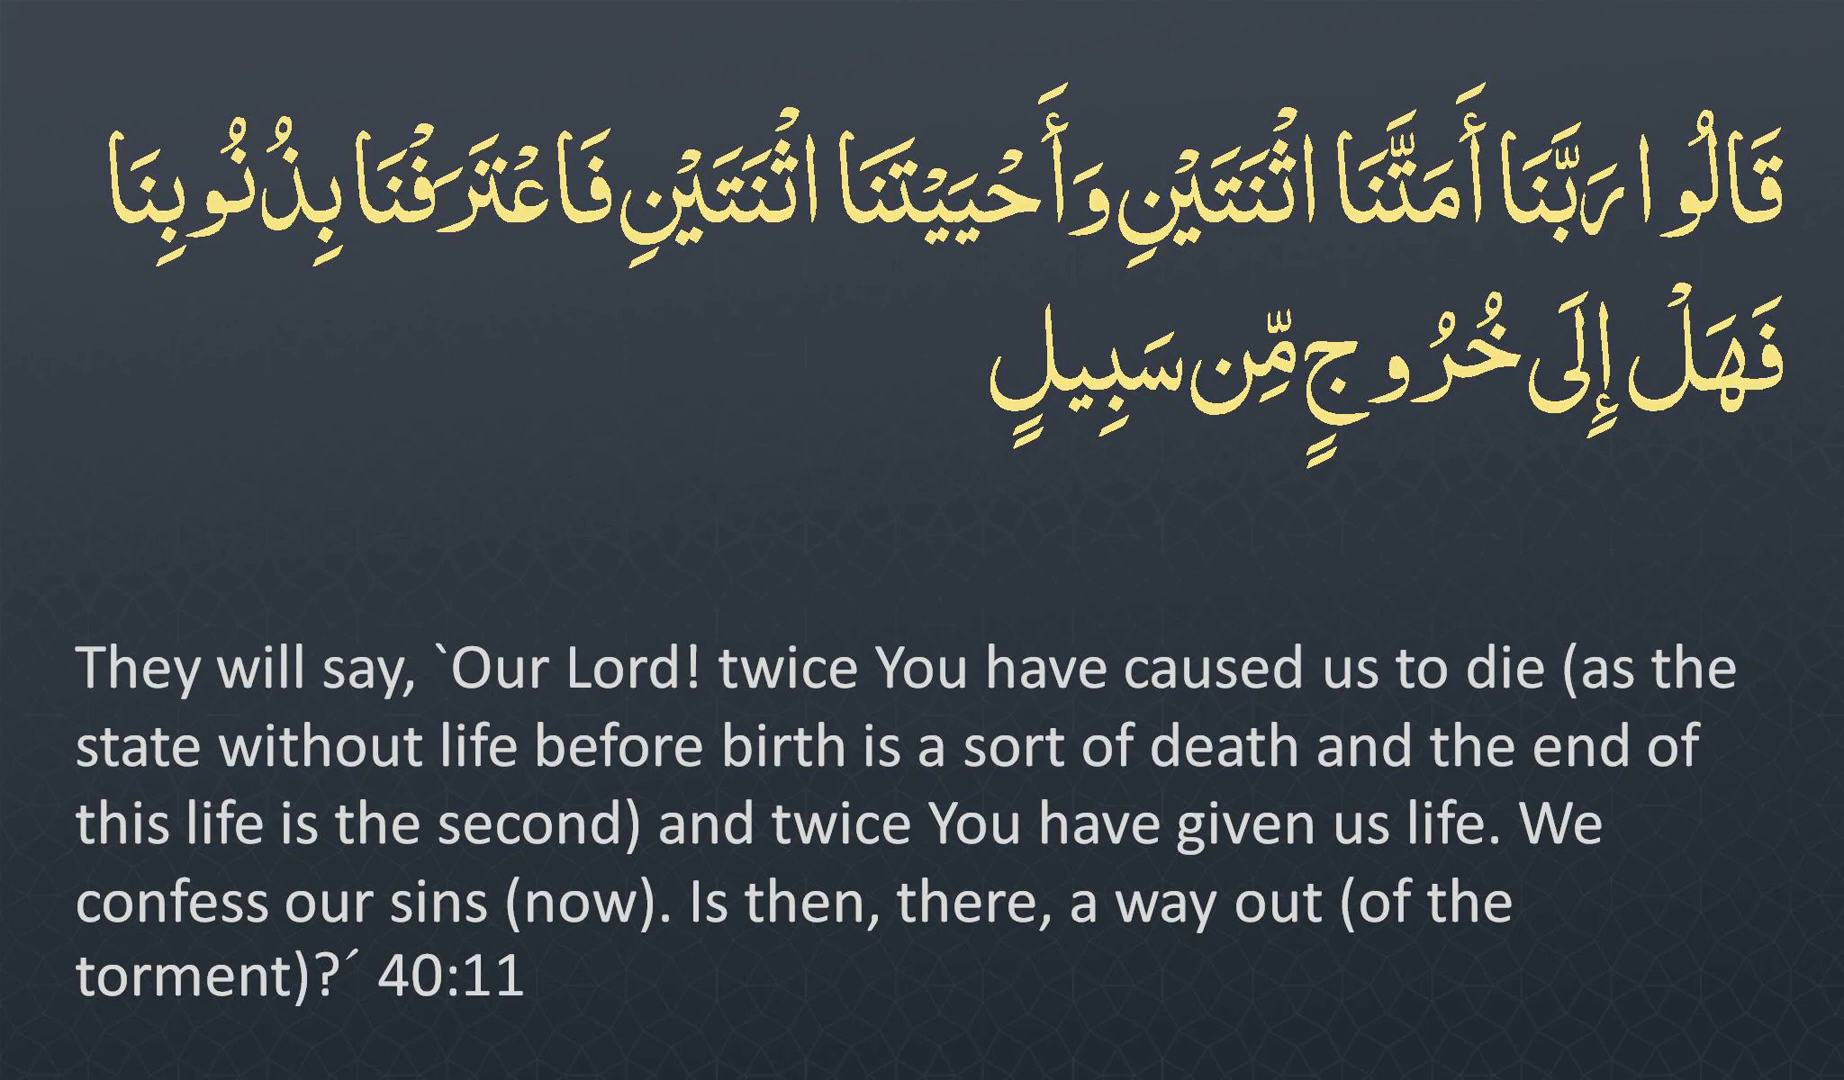 قَالُوا رَبَّنَا أَمَتَّنَا اثْنَتَيْنِ وَأَحْيَيْتَنَا اثْنَتَيْنِ فَاعْتَرَفْنَا بِذُنُوبِنَا
فَهَلْ إِلَى خُرُوجٍ مِّن سَبِيلٍ
They will say, `Our Lord! twice You have caused us to die (as the
state without life before birth is a sort of death and the end of
this life is the second) and twice You have given us life. We
confess our sins (now). Is then, there, a way out (of the
torment)?´ 40:11